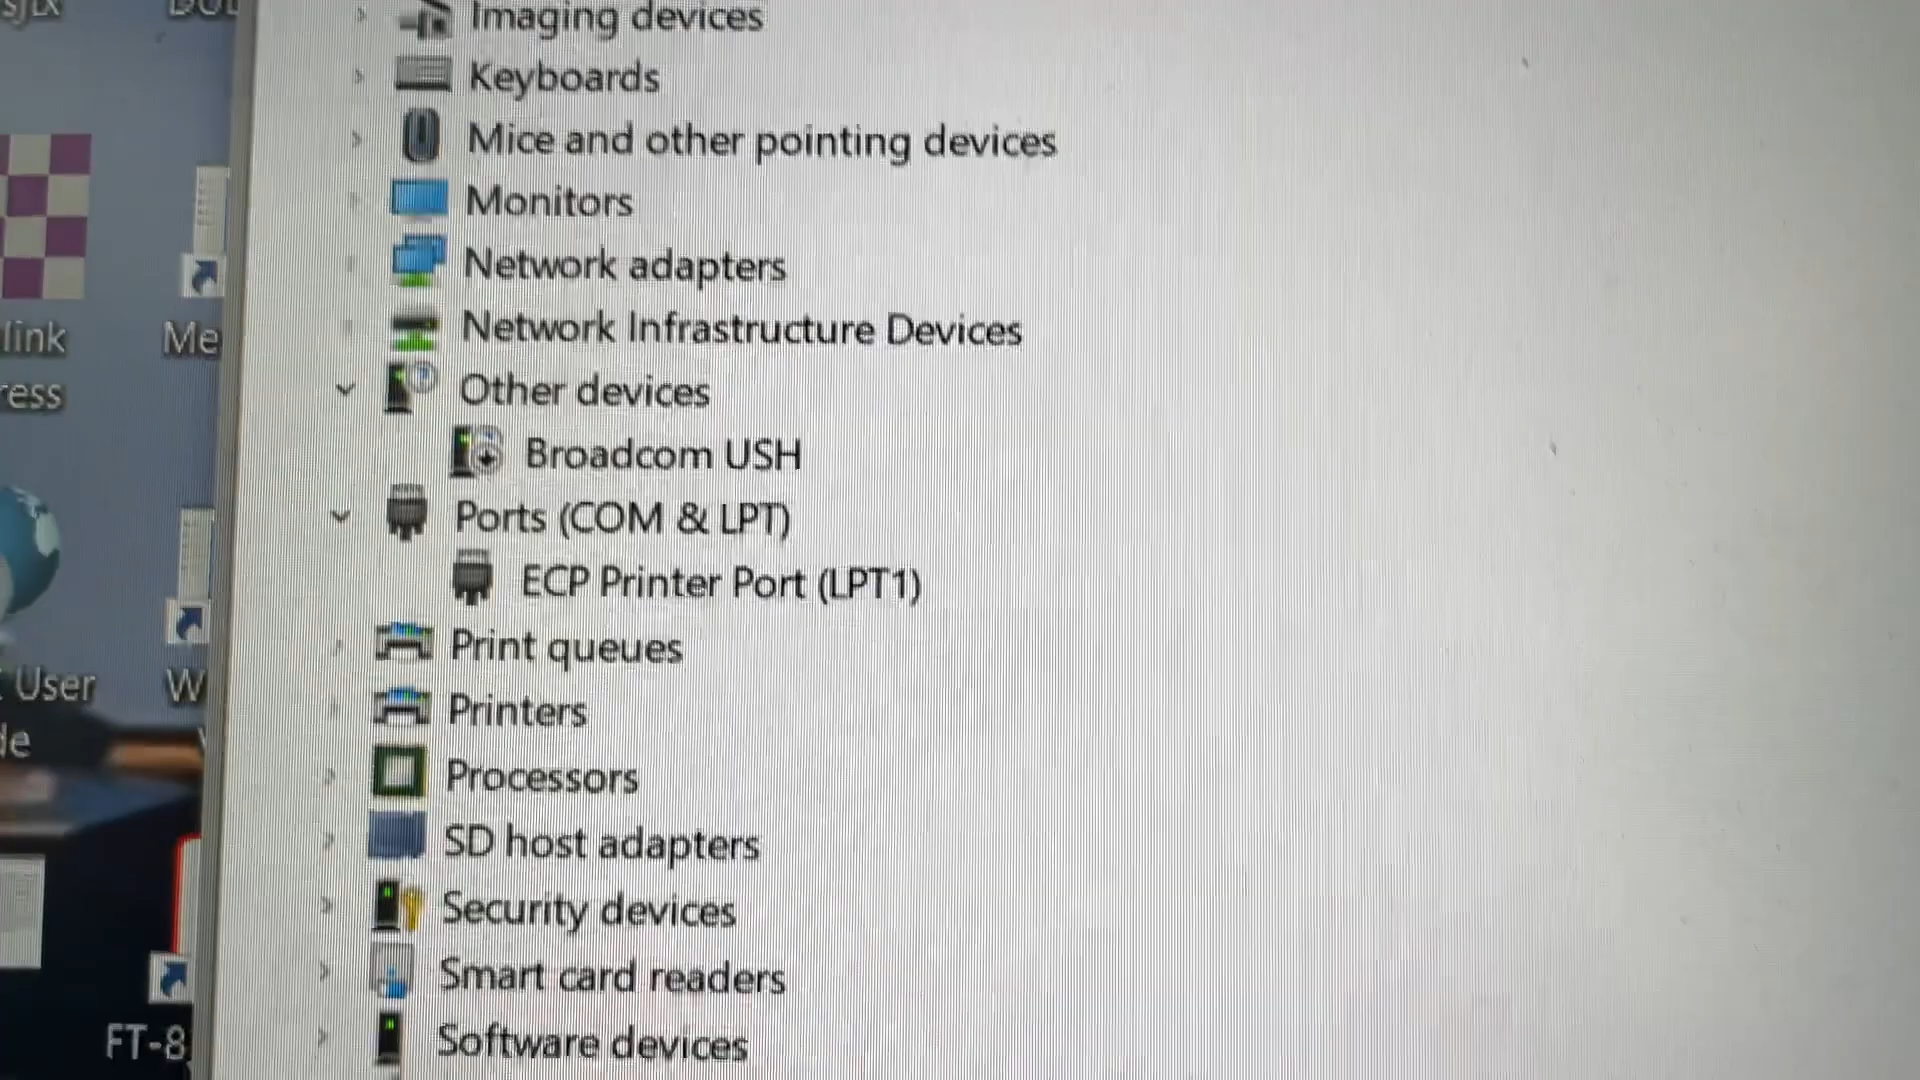 Imaging devices
Keyboards
Mice and other pointing devices
Monitors
Network adapters
Network Infrastructure Devices
Other devices
Broadcom USH
Ports (COM & LPT)
ECP Printer Port (LPT1)
Print queues
Printers
Processors
SD host adapters
Security devices
Smart card readers
Software devices
link
ress
Me
User
de
W
FT-8